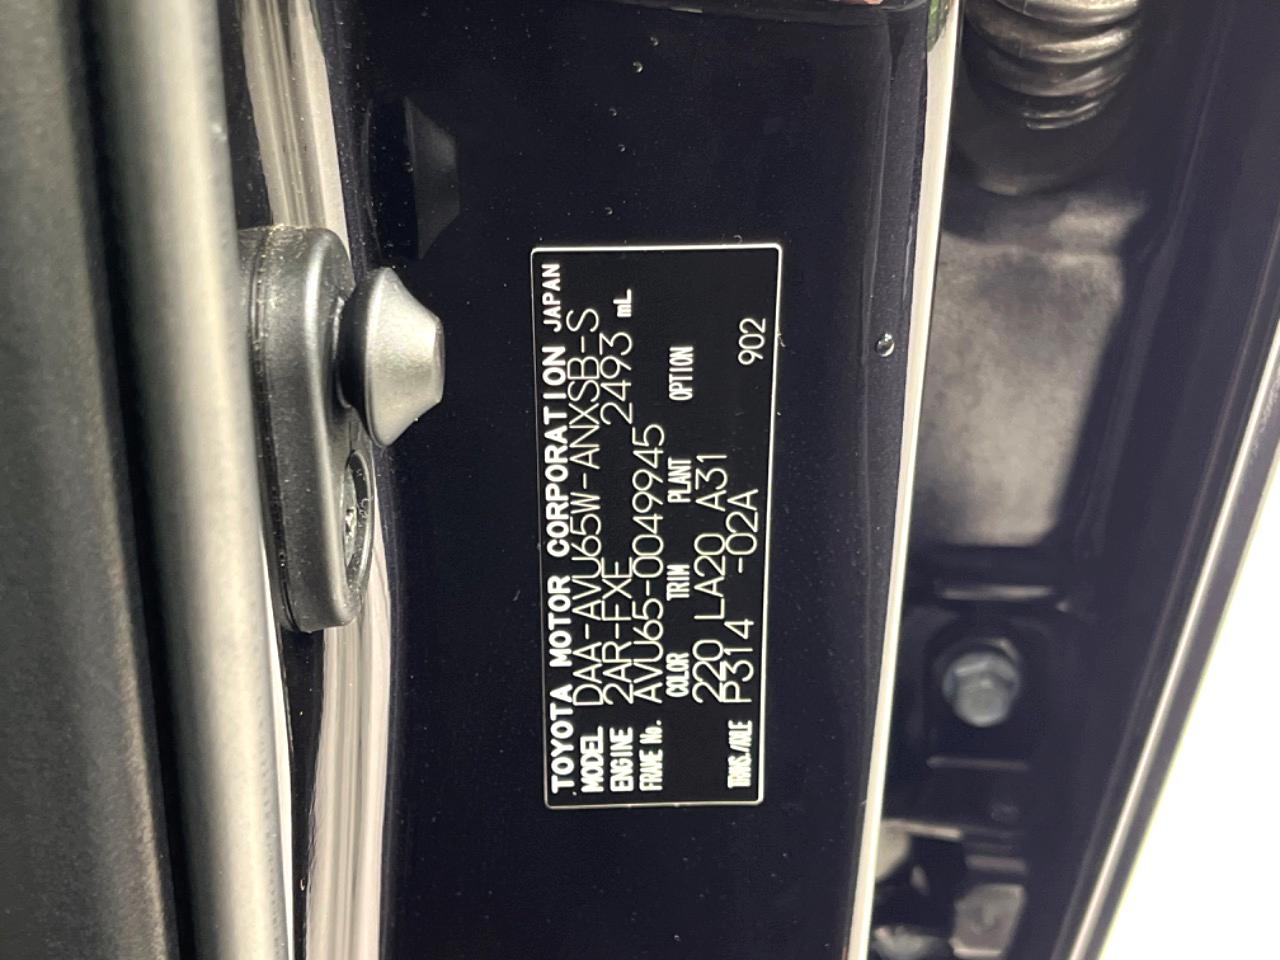 TOYOTA MOTOR CORPORATION JAPAN
MODEL DAA-AVU65W-ANXSB-S
ENGINE 2AR-FXE 2493 mL
FRAME No. AVU65-0049945
COLOR TRIM PLANT OPTION
220 LA20 A31
TRANS./AXLE P314 -02A 902